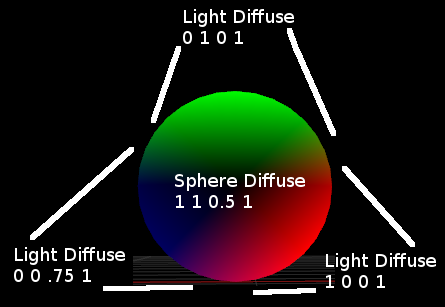 Light Diffuse
0 1 0 1
Sphere Diffuse
1 1 0.5 1
Light Diffuse
0 0 .75 1
Light Diffuse
1 0 0 1